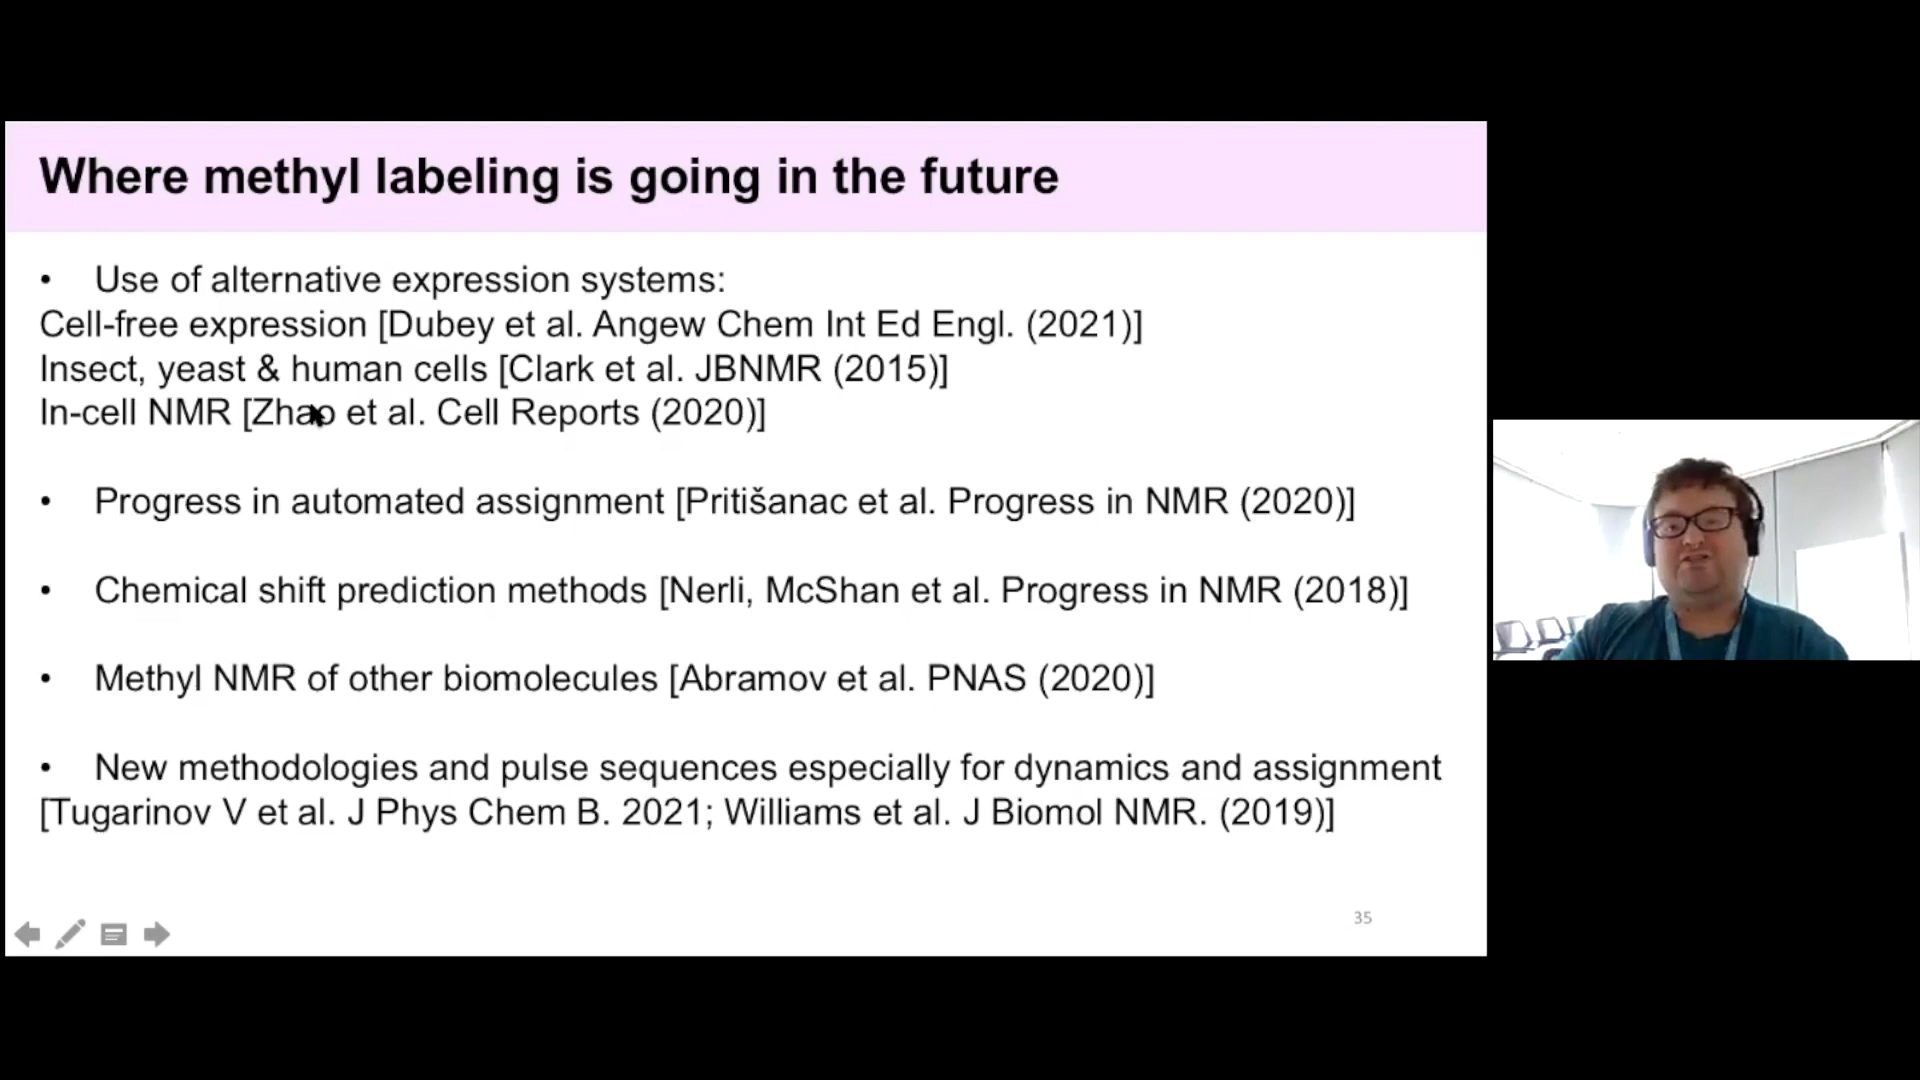 Where methyl labeling is going in the future
• Use of alternative expression systems:
Cell-free expression [Dubey et al. Angew Chem Int Ed Engl. (2021)]
Insect, yeast & human cells [Clark et al. JBNMR (2015)]
In-cell NMR [Zhao et al. Cell Reports (2020)]
• Progress in automated assignment [Pritišanac et al. Progress in NMR (2020)]
• Chemical shift prediction methods [Nerli, McShan et al. Progress in NMR (2018)]
• Methyl NMR of other biomolecules [Abramov et al. PNAS (2020)]
• New methodologies and pulse sequences especially for dynamics and assignment
[Tugarinov V et al. J Phys Chem B. 2021; Williams et al. J Biomol NMR. (2019)]
35